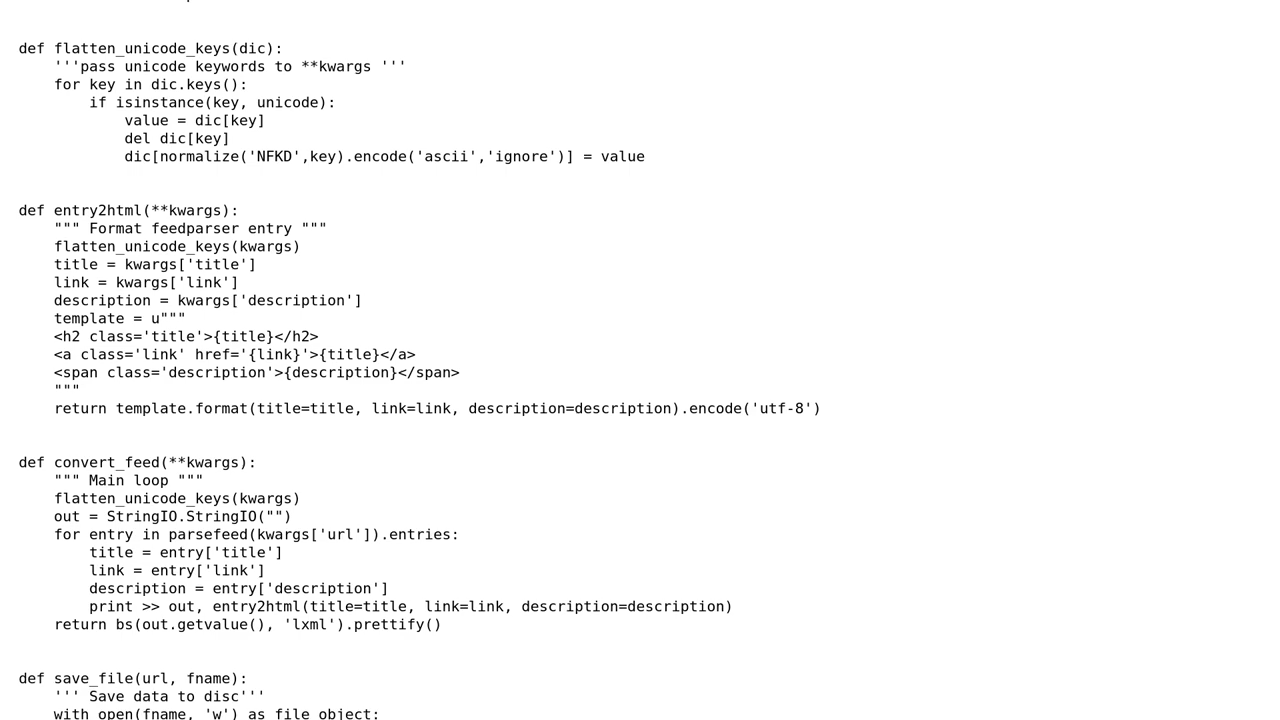 def flatten_unicode_keys(dic):
    '''pass unicode keywords to **kwargs '''
    for key in dic.keys():
        if isinstance(key, unicode):
            value = dic[key]
            del dic[key]
            dic[normalize('NFKD',key).encode('ascii','ignore')] = value
def entry2html(**kwargs):
    """ Format feedparser entry """
    flatten_unicode_keys(kwargs)
    title = kwargs['title']
    link = kwargs['link']
    description = kwargs['description']
    template = u"""
    <h2 class='title'>{title}</h2>
    <a class='link' href='{link}'>{title}</a>
    <span class='description'>{description}</span>
    """
    return template.format(title=title, link=link, description=description).encode('utf-8')
def convert_feed(**kwargs):
    """ Main loop """
    flatten_unicode_keys(kwargs)
    out = StringIO.StringIO("")
    for entry in parsefeed(kwargs['url']).entries:
        title = entry['title']
        link = entry['link']
        description = entry['description']
        print >> out, entry2html(title=title, link=link, description=description)
    return bs(out.getvalue(), 'lxml').prettify()
def save_file(url, fname):
    ''' Save data to disc'''
    with open(fname, 'w') as file_object: